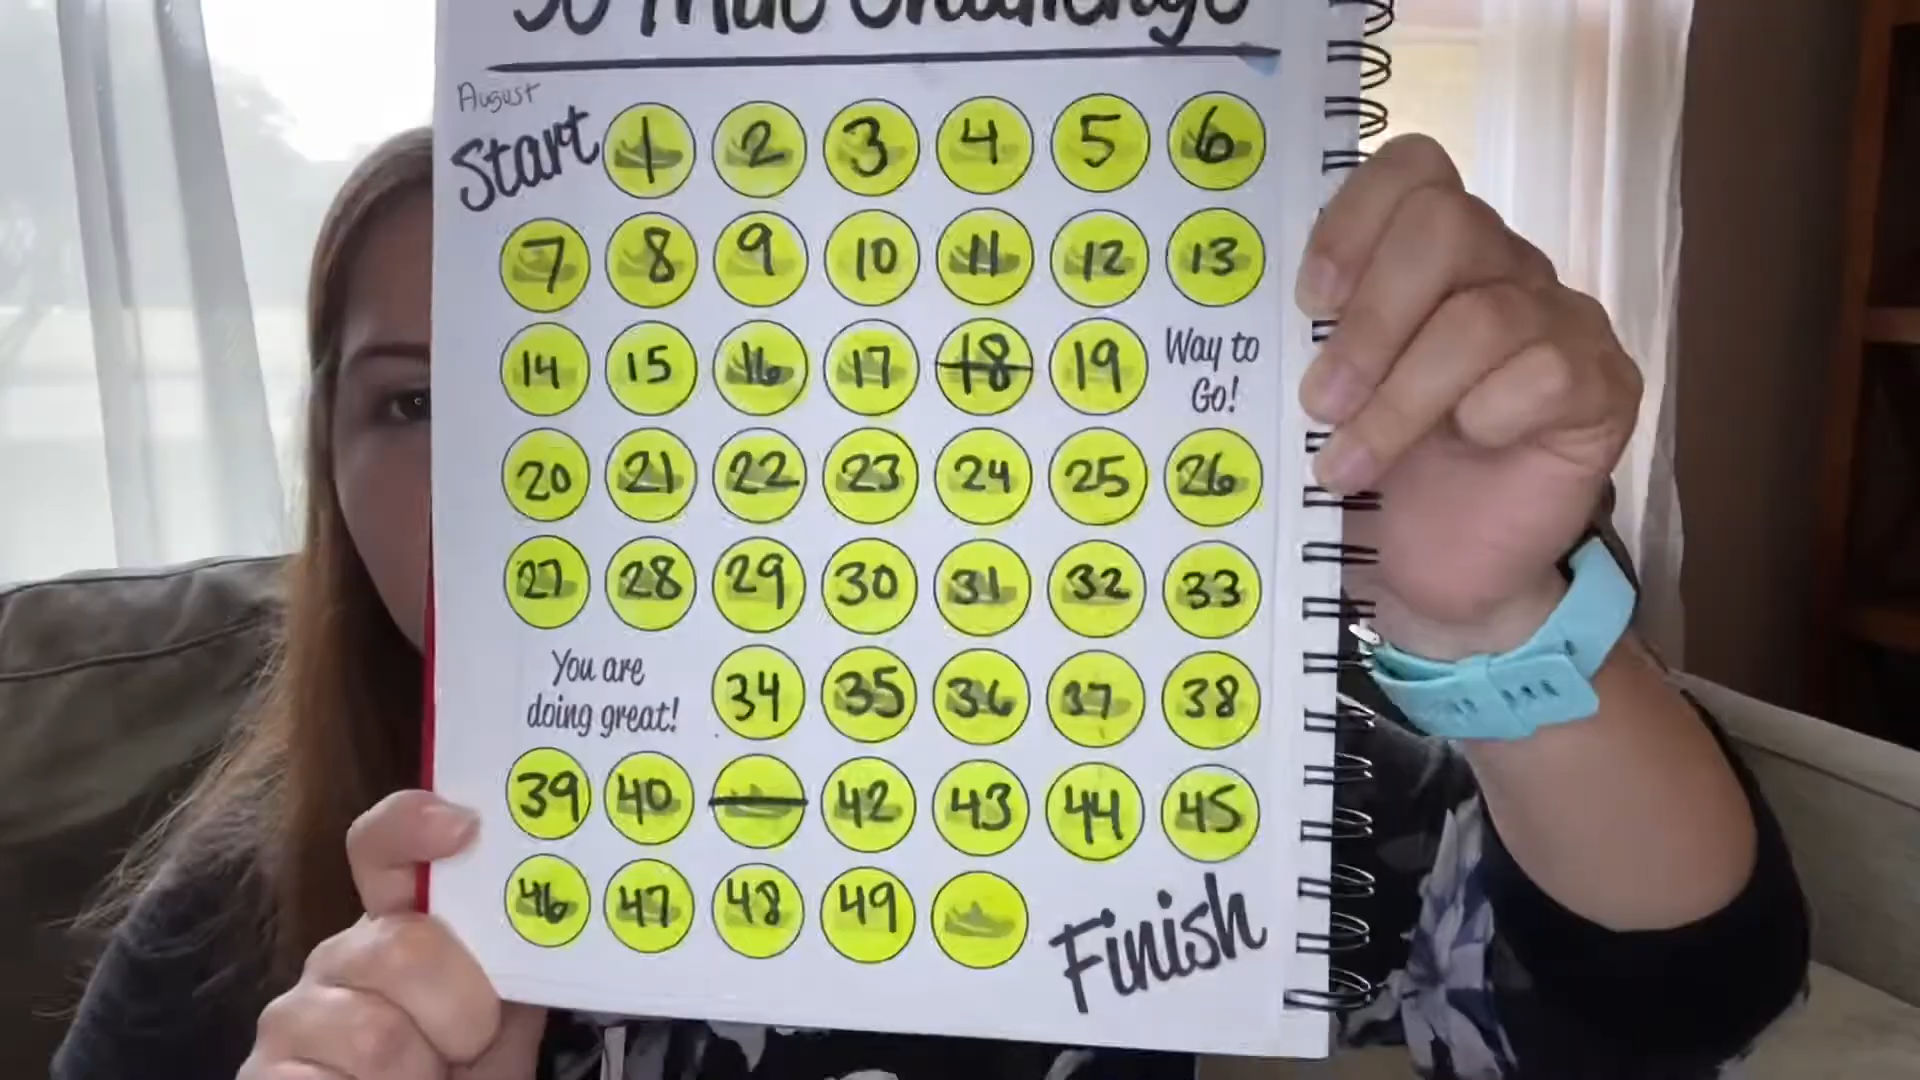 50 Mile Challenge
August
Start 1 2 3 4 5 6
7 8 9 10 11 12 13
14 15 16 17 18 19 Way to
Go!
20 21 22 23 24 25 26
27 28 29 30 31 32 33
You are
doing great! 34 35 36 37 38
39 40 42 43 44 45
46 47 48 49
Finish